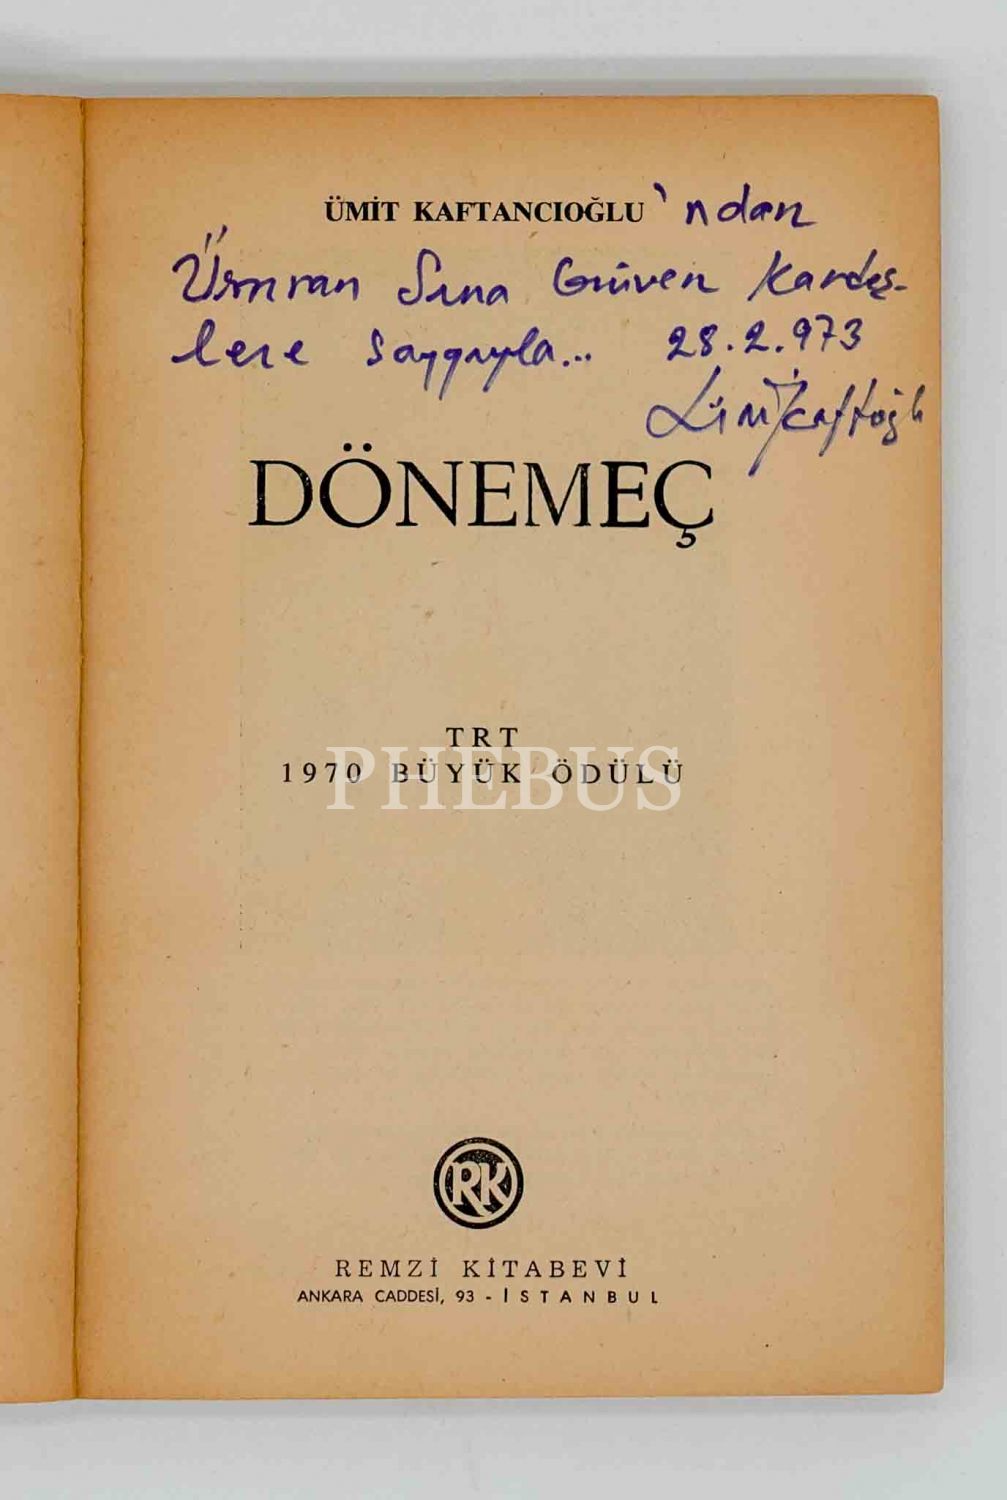 ÜMİT KAFTANCIOĞLU 'ndan
Ümran Sına Güven Kardeş-
lere saygıyla... 28.2.973
DÖNEMEÇ
TRT
1970 BÜYÜK ÖDÜLÜ
PHEBUS
RK
REMZİ KİTABEVİ
ANKARA CADDESİ, 93 - İSTANBUL